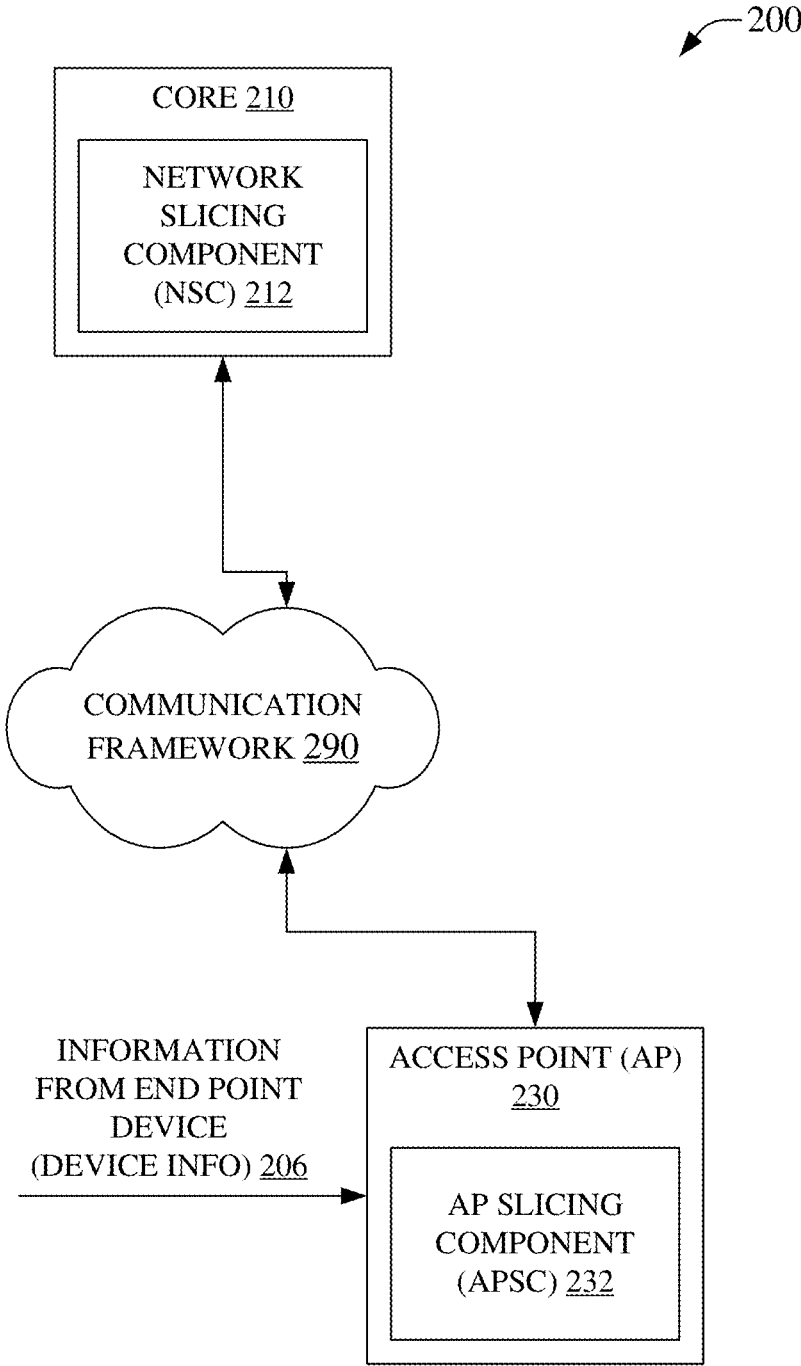 200
CORE 210
NETWORK
SLICING
COMPONENT
(NSC) 212
COMMUNICATION
FRAMEWORK 290
INFORMATION
FROM END POINT
DEVICE
(DEVICE INFO) 206
ACCESS POINT (AP)
230
AP SLICING
COMPONENT
(APSC) 232